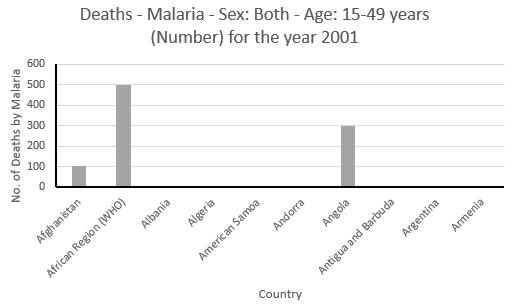 Deaths - Malaria - Sex: Both - Age: 15-49 years
(Number) for the year 2001
No. of Deaths by Malaria
600
500
400
300
200
100
0
Afghanistan
African Region (WHO)
Albania
Algeria
American Samoa
Andorra
Angola
Antigua and Barbuda
Argentina
Armenia
Country